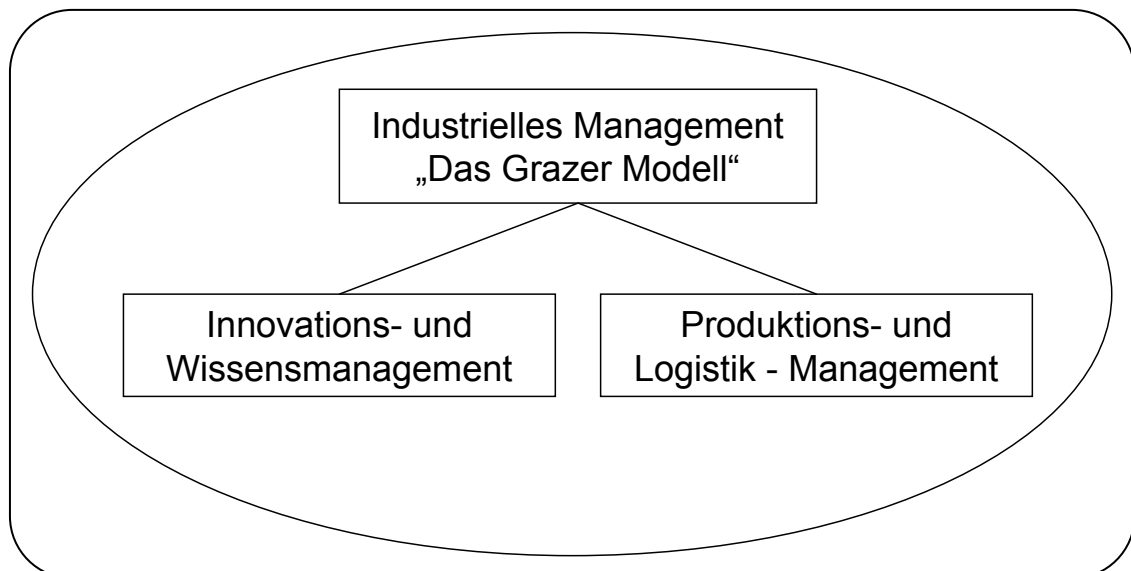 Industrielles Management
„Das Grazer Modell“
Innovations- und
Wissensmanagement
Produktions- und
Logistik - Management